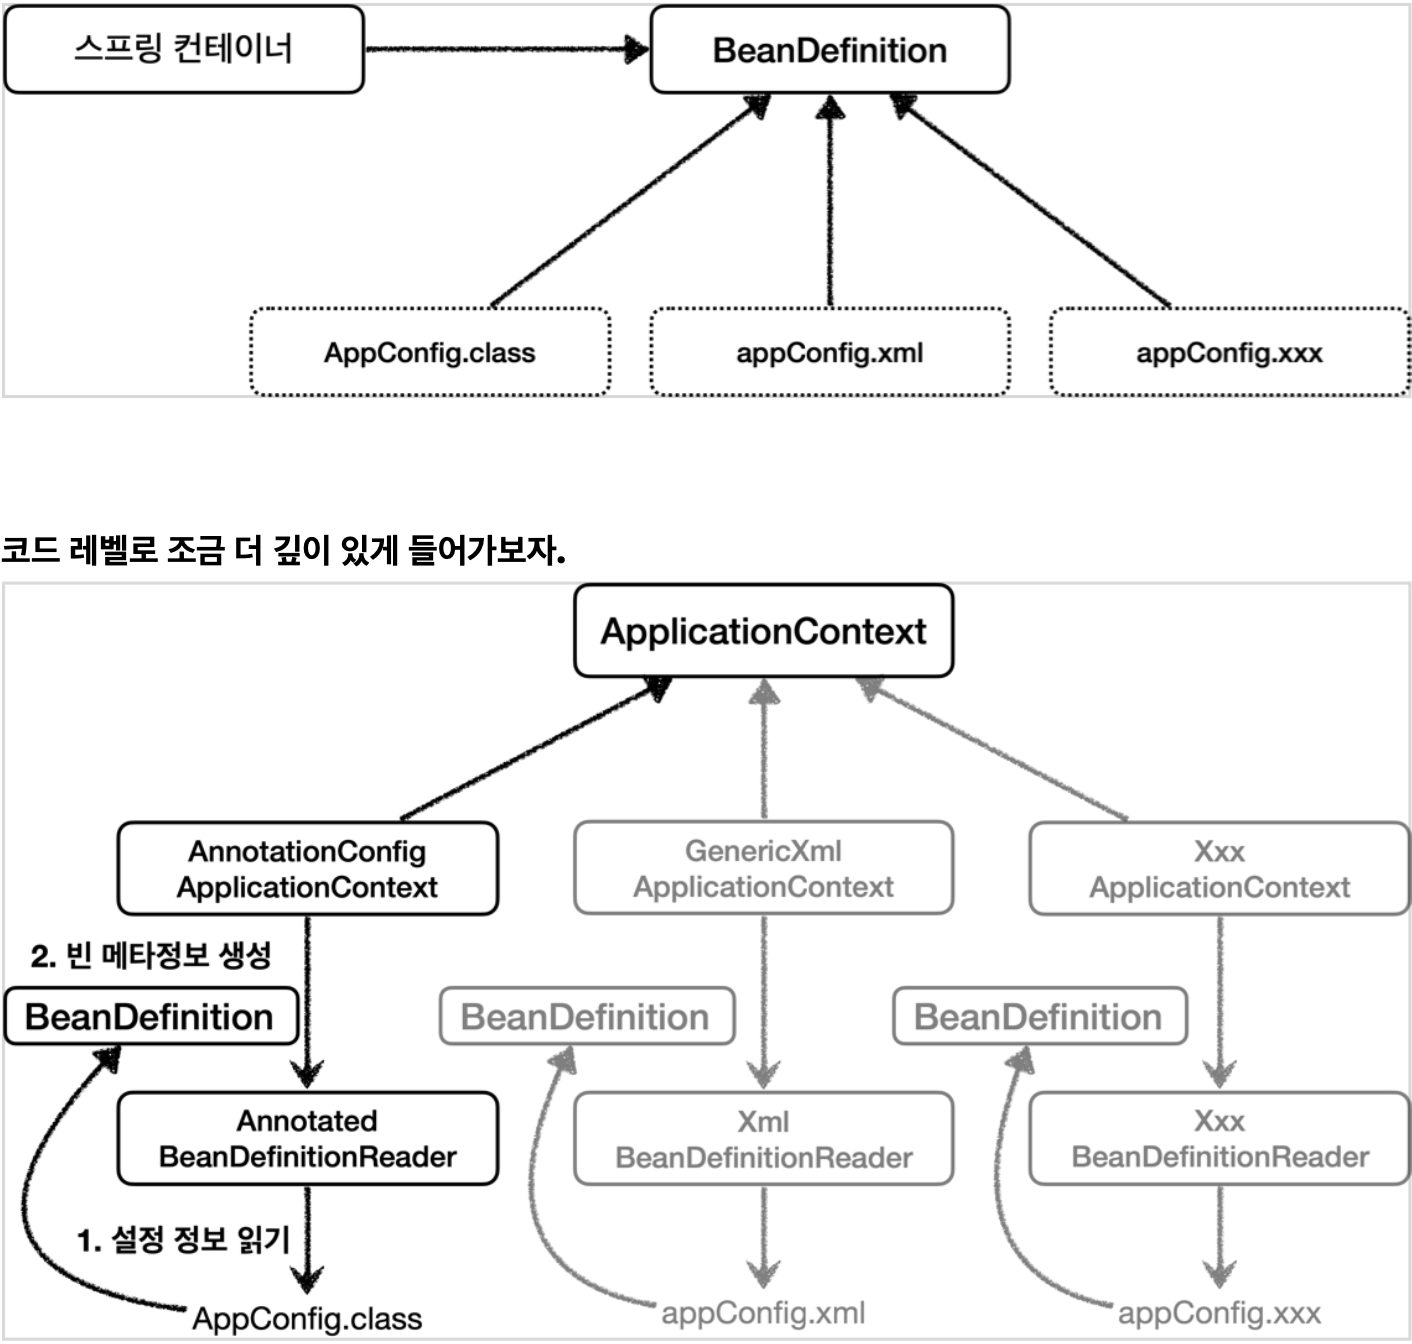 스프링 컨테이너
BeanDefinition
AppConfig.class
appConfig.xml
appConfig.xxx
코드 레벨로 조금 더 깊이 있게 들어가보자.
ApplicationContext
AnnotationConfig
ApplicationContext
GenericXml
ApplicationContext
Xxx
ApplicationContext
2. 빈 메타정보 생성
BeanDefinition
BeanDefinition
BeanDefinition
Annotated
BeanDefinitionReader
Xml
BeanDefinitionReader
Xxx
BeanDefinitionReader
1. 설정 정보 읽기
AppConfig.class
appConfig.xml
appConfig.xxx